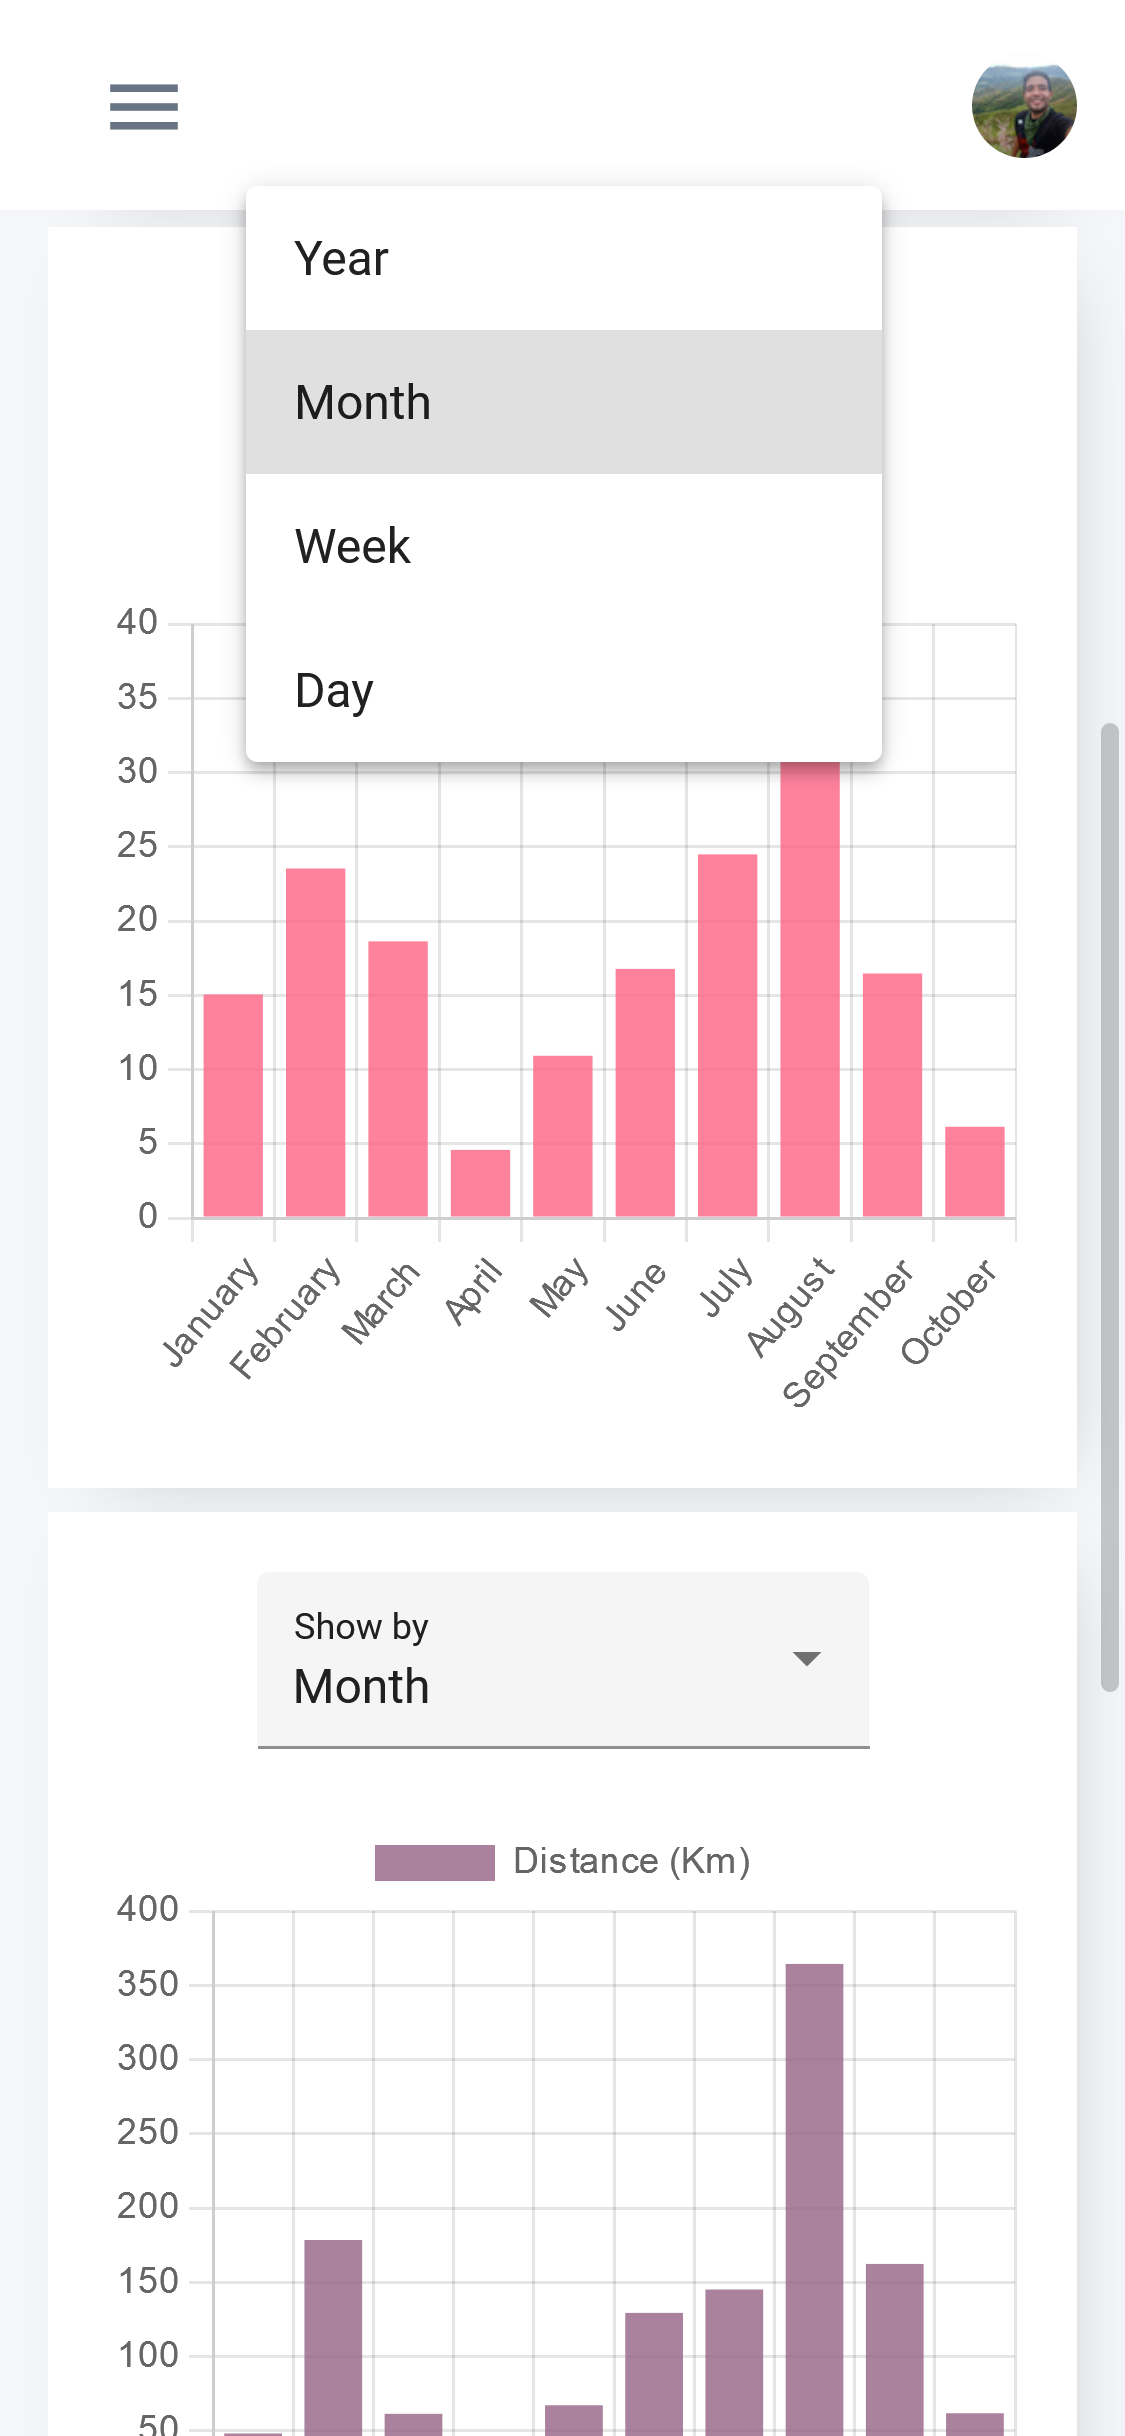 Year
Month
Week
Day
40
35
30
25
20
15
10
5
0
January
February
March
April
May
June
July
August
September
October
Show by
Month
Distance (Km)
400
350
300
250
200
150
100
50